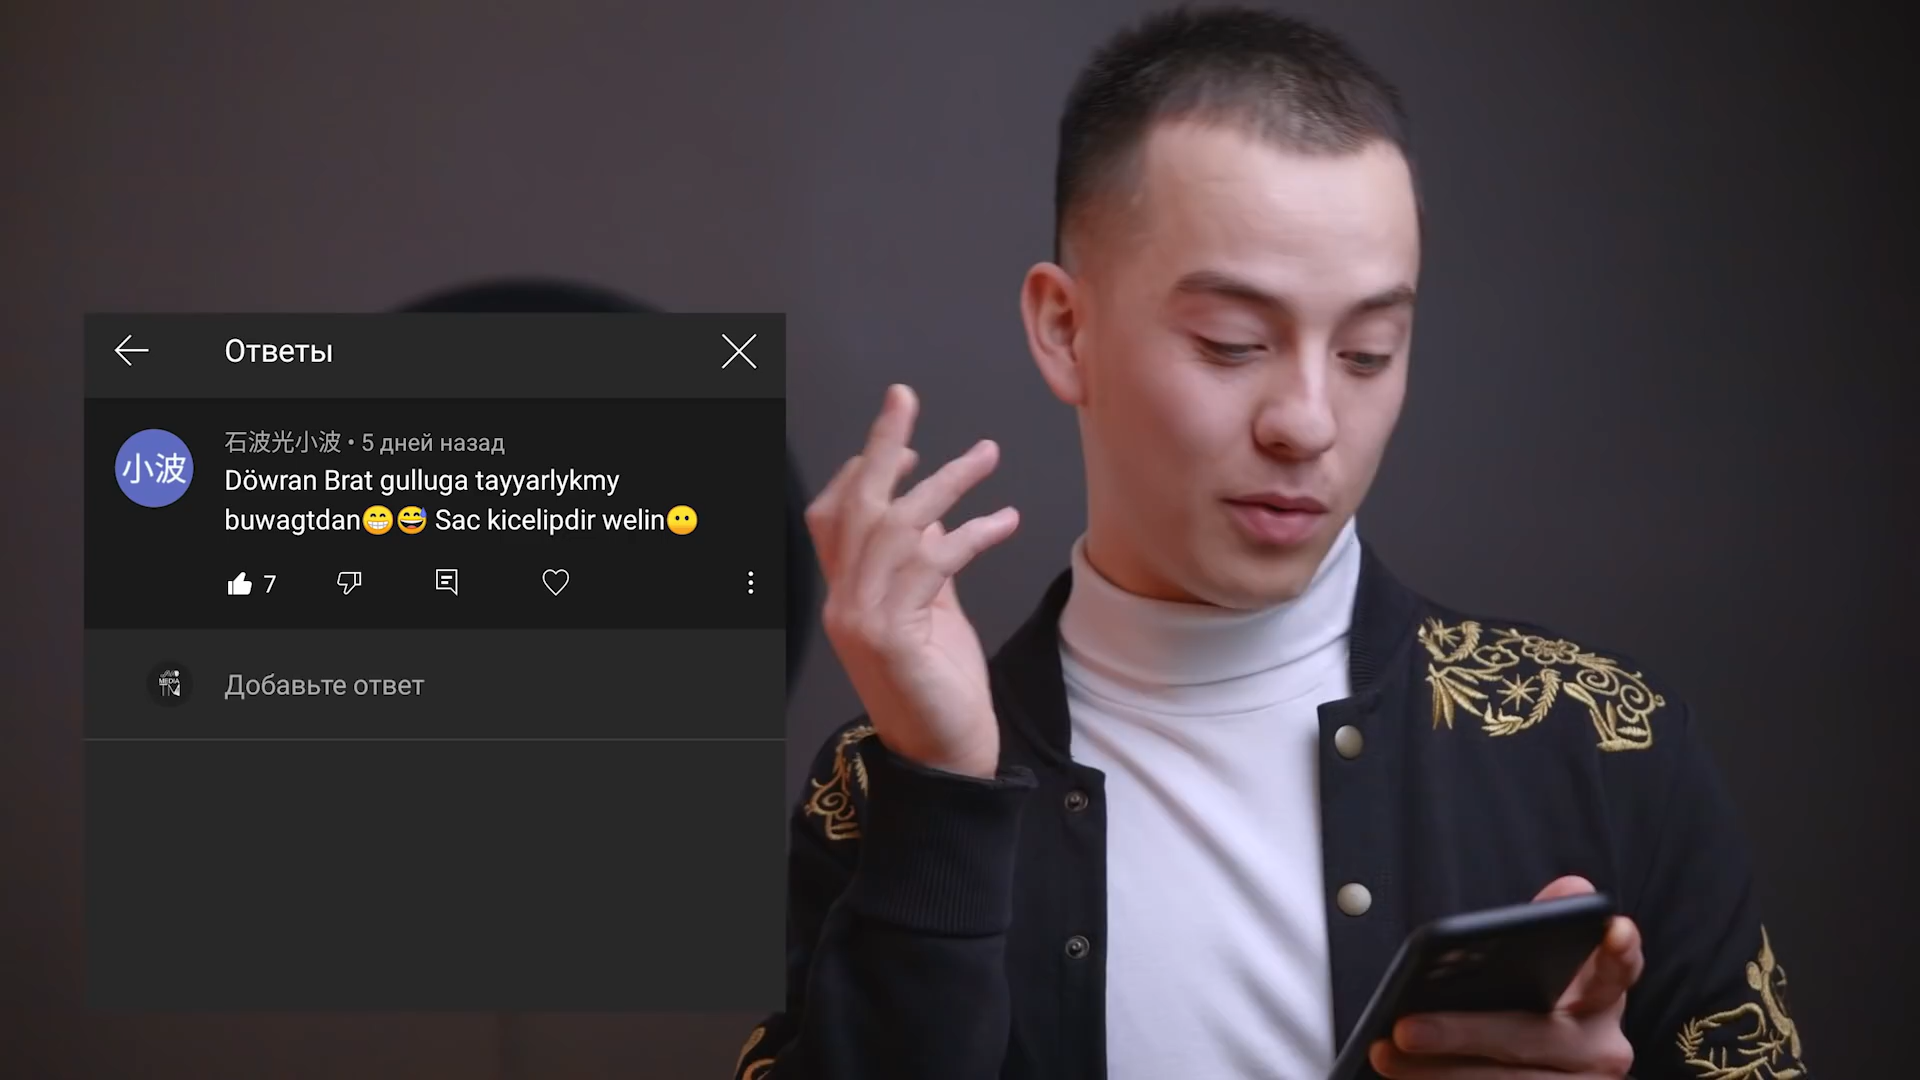 Ответы
石波光小波 • 5 дней назад
小波
Döwran Brat gulluga tayyarlykmy
buwagtdan😁😅 Sac kicelipdir welin😶
7
MEDIA
Добавьте ответ